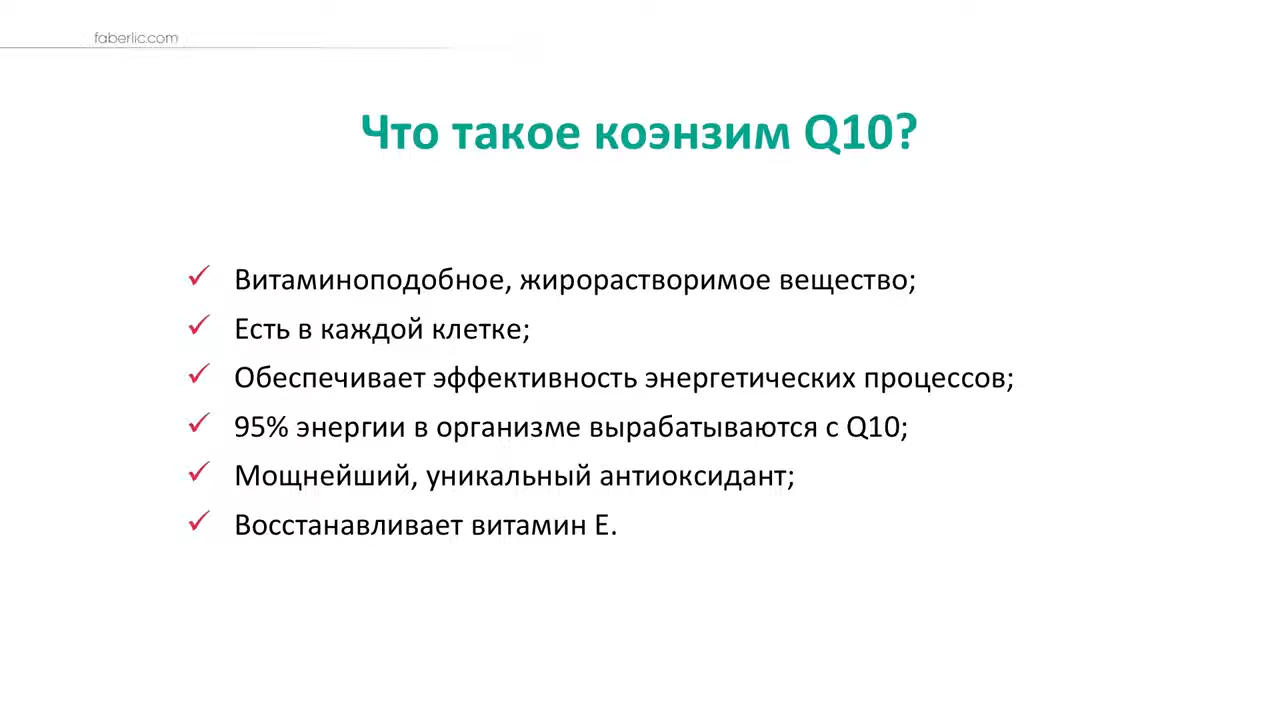 faberlic.com
Что такое коэнзим Q10?
Витаминоподобное, жирорастворимое вещество;
Есть в каждой клетке;
Обеспечивает эффективность энергетических процессов;
95% энергии в организме вырабатываются с Q10;
Мощнейший, уникальный антиоксидант;
Восстанавливает витамин Е.